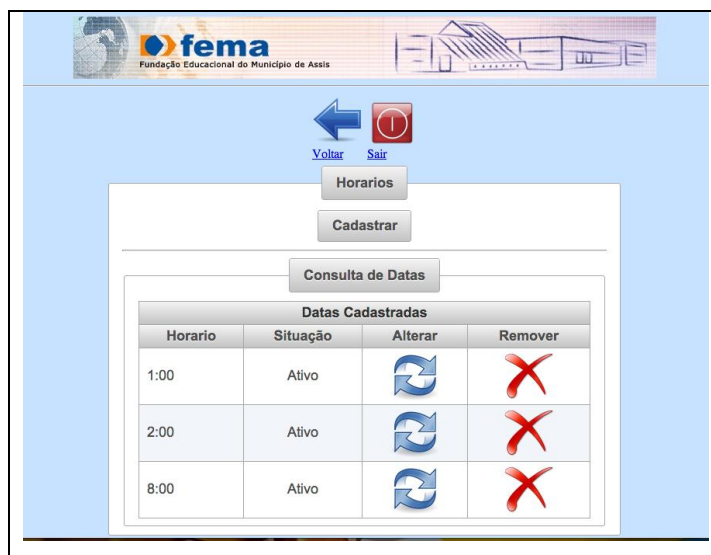 fema
Fundação Educacional do Município de Assis
Voltar Sair
Horarios
Cadastrar
Consulta de Datas
Datas Cadastradas
Horario Situação Alterar Remover
1:00 Ativo
2:00 Ativo
8:00 Ativo